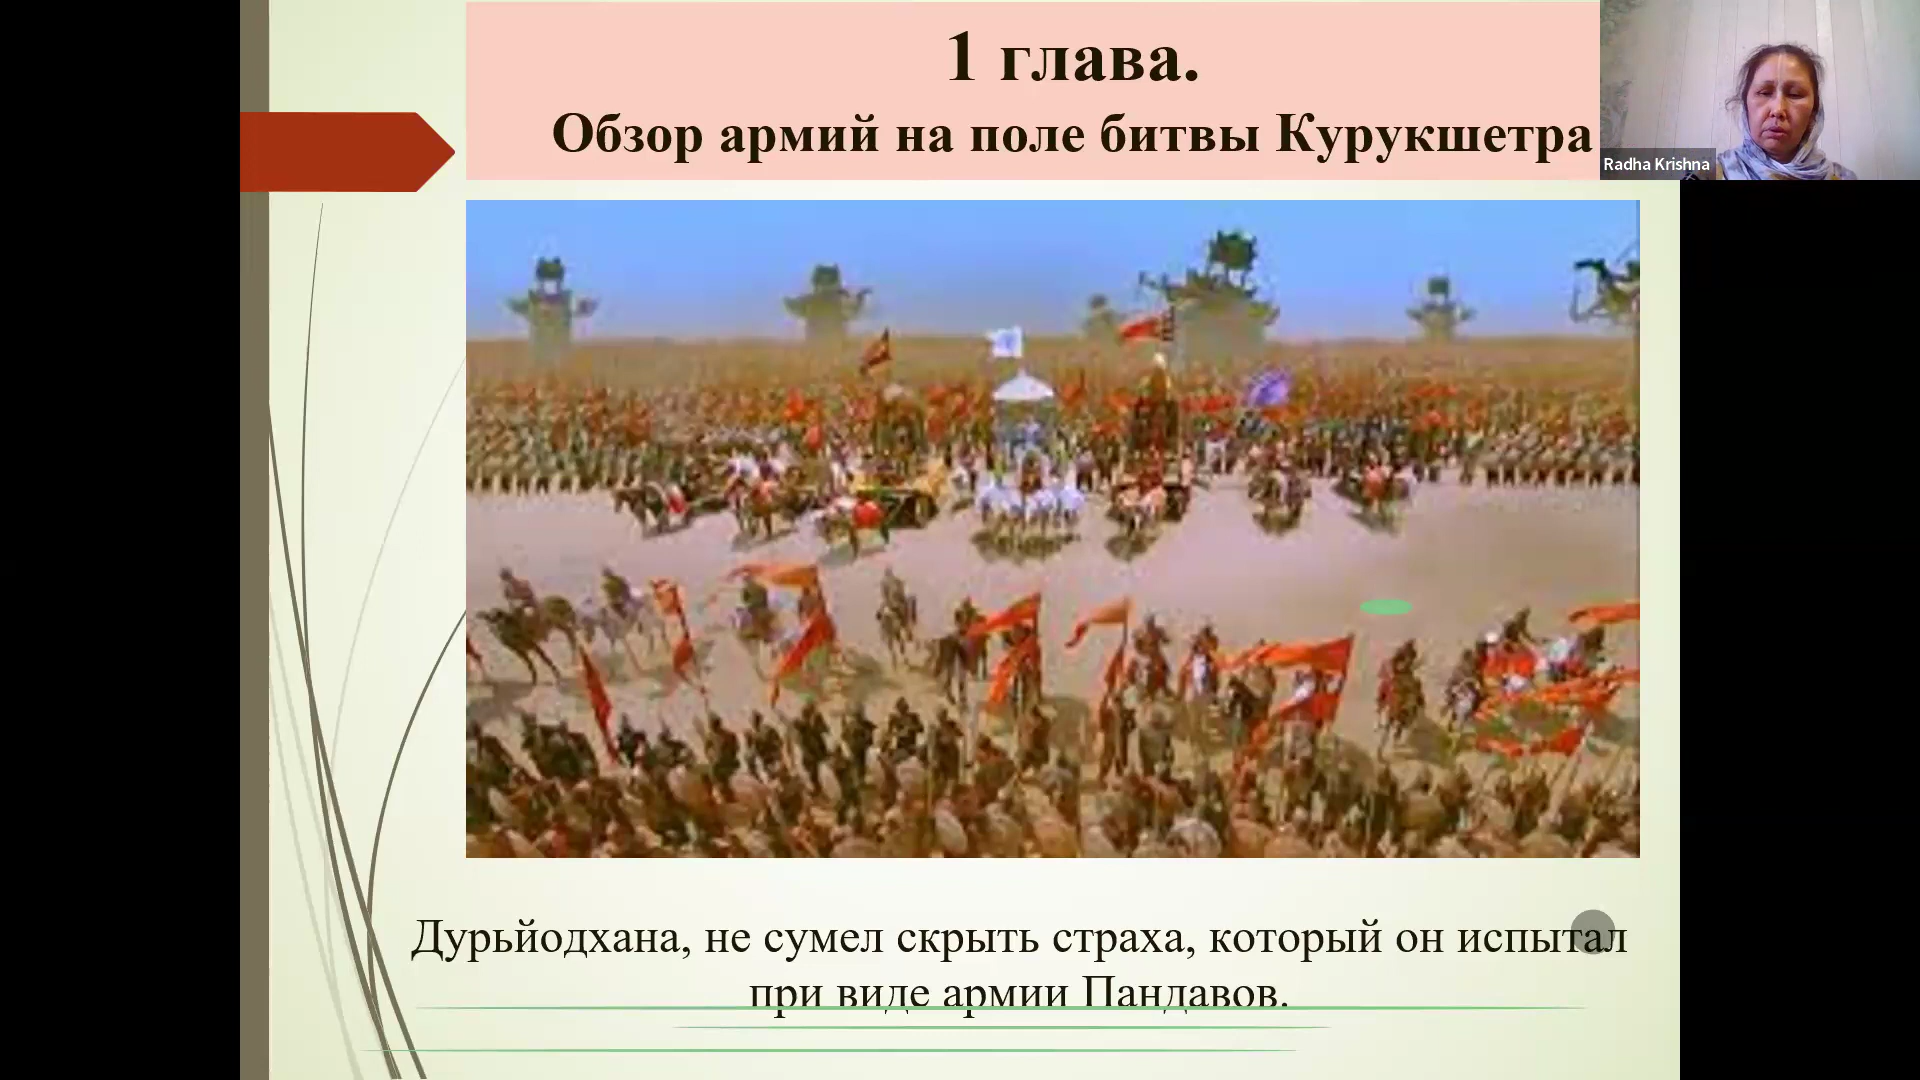 1 глава.
Обзор армий на поле битвы Курукшетра
Radha Krishna
Дурьйодхана, не сумел скрыть страха, который он испытал
при виде армии Пандавов.